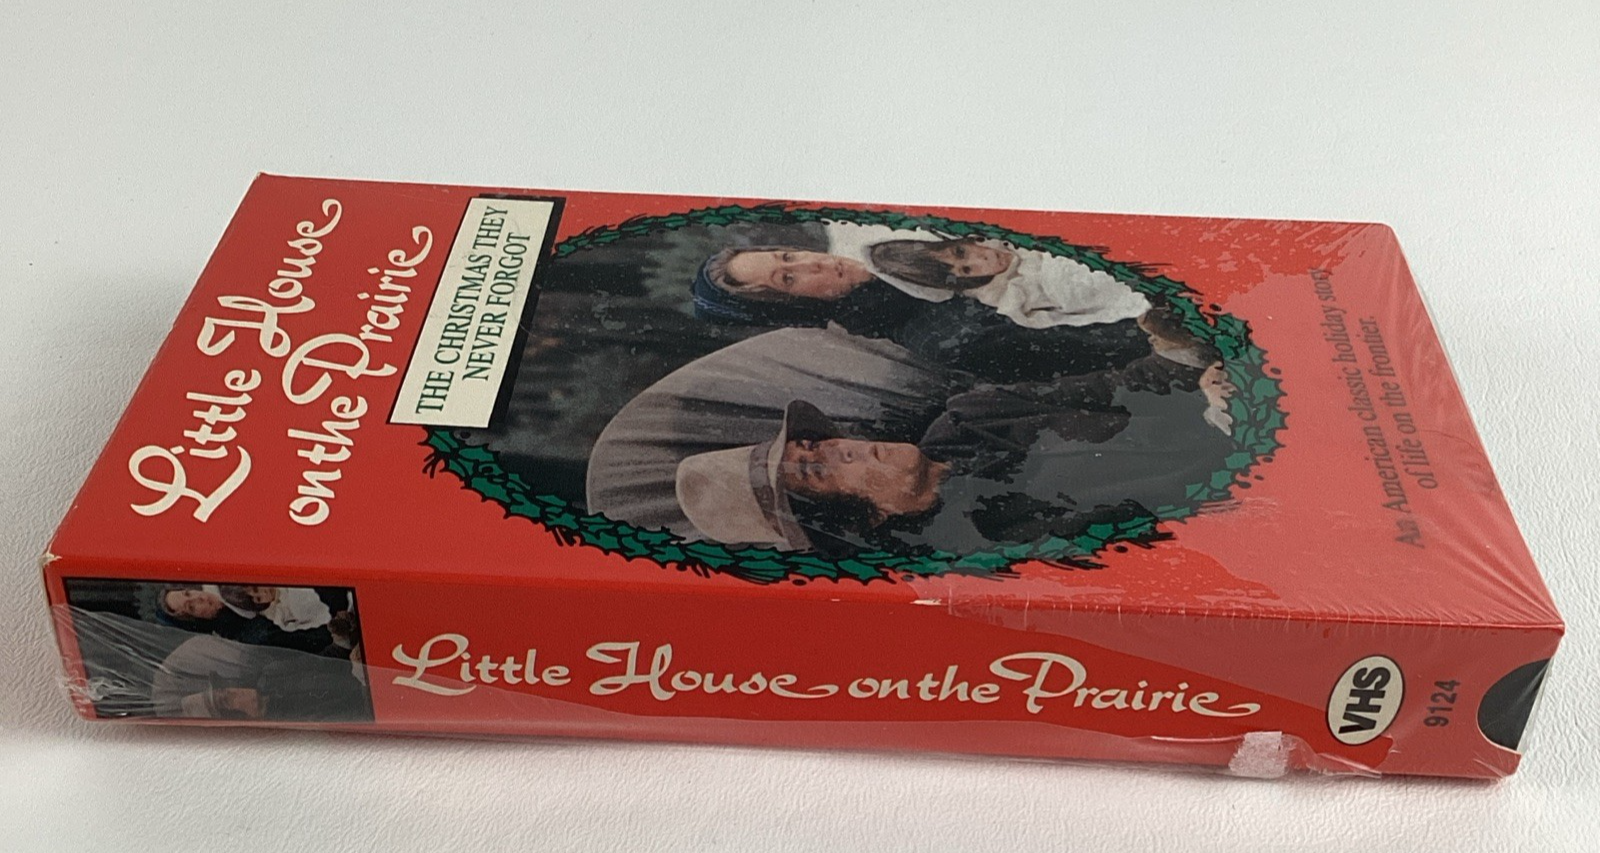 Little House
on the Prairie
THE CHRISTMAS THEY
NEVER FORGOT
An American classic holiday story
of life on the frontier.
Little House on the Prairie
VHS
9124